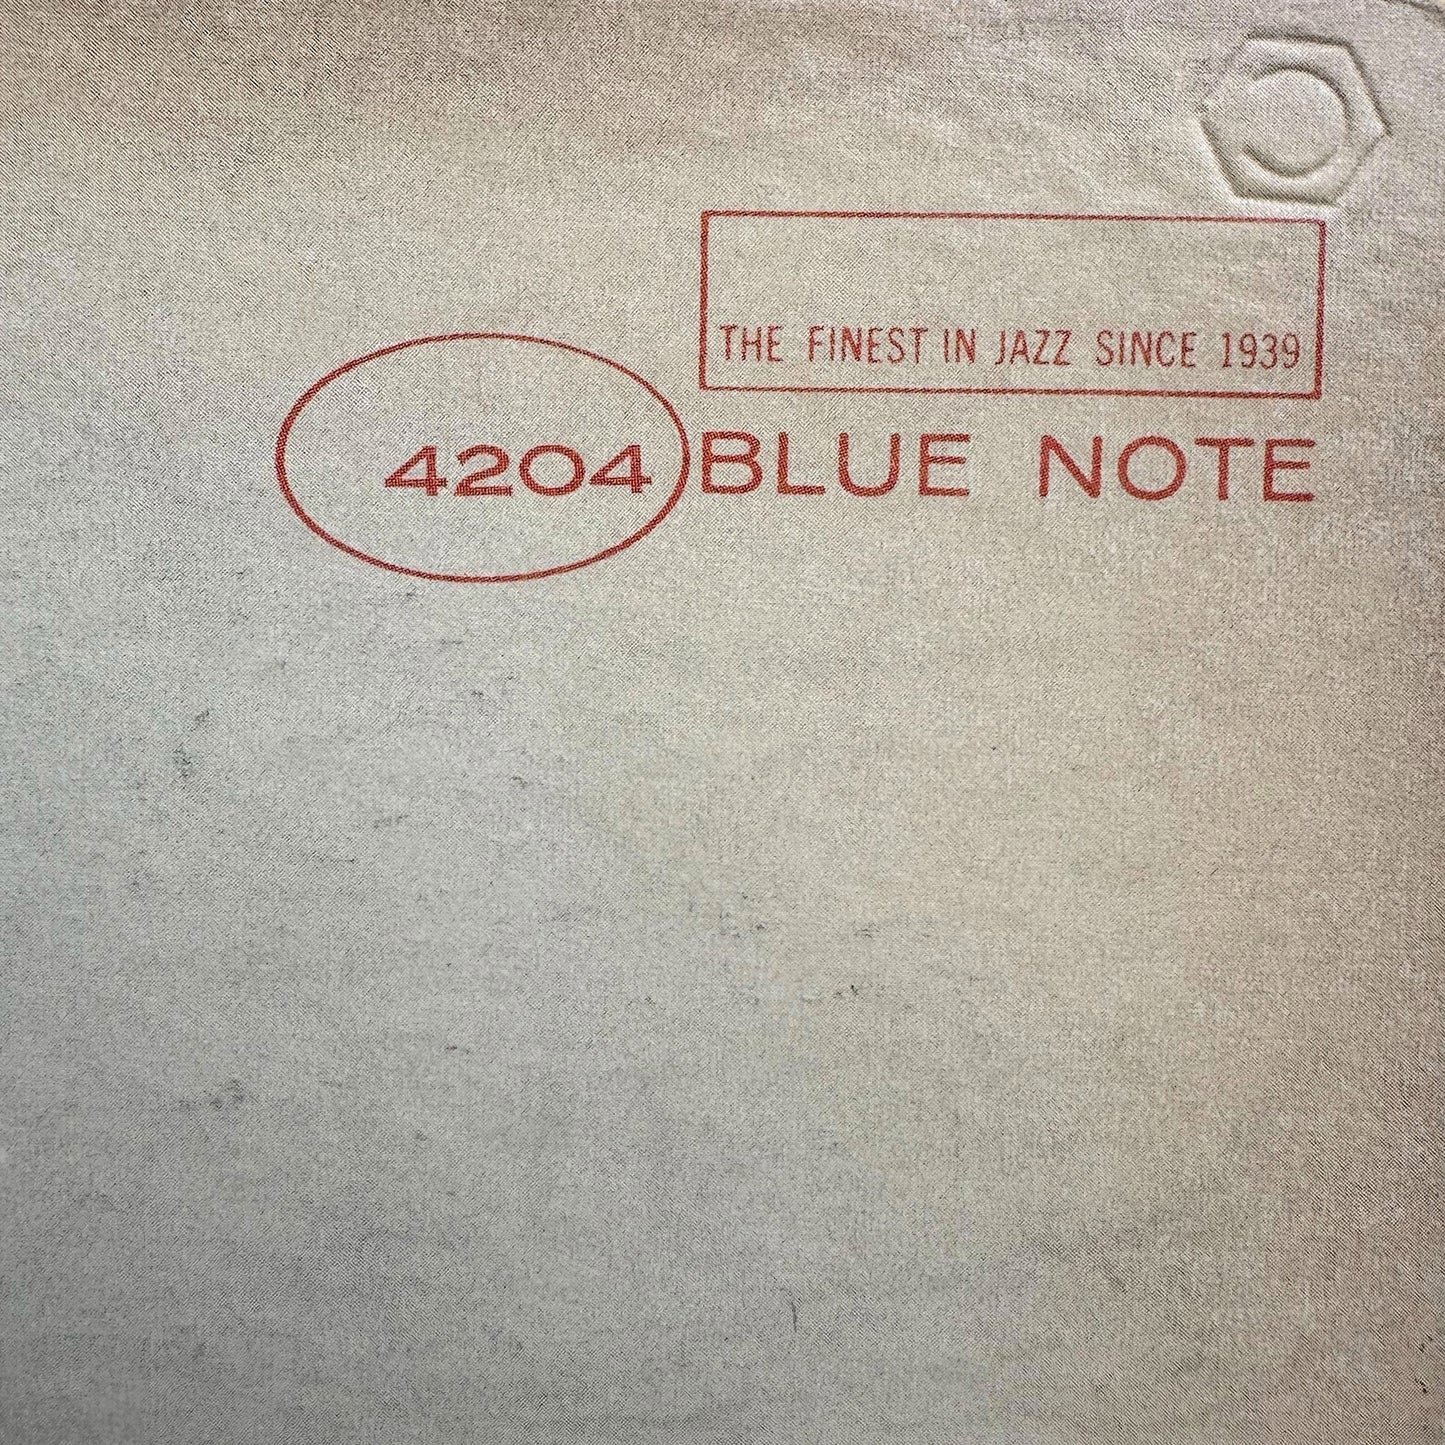 THE FINEST IN JAZZ SINCE 1939
4204 BLUE NOTE